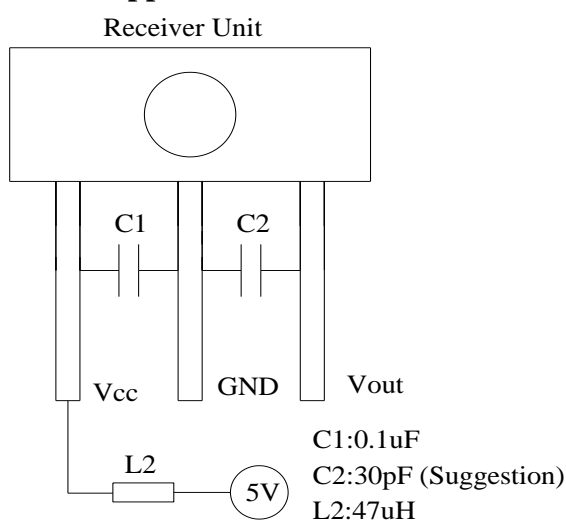 Receiver Unit
C1
C2
Vcc
GND
Vout
L2
5V
C1:0.1uF
C2:30pF (Suggestion)
L2:47uH